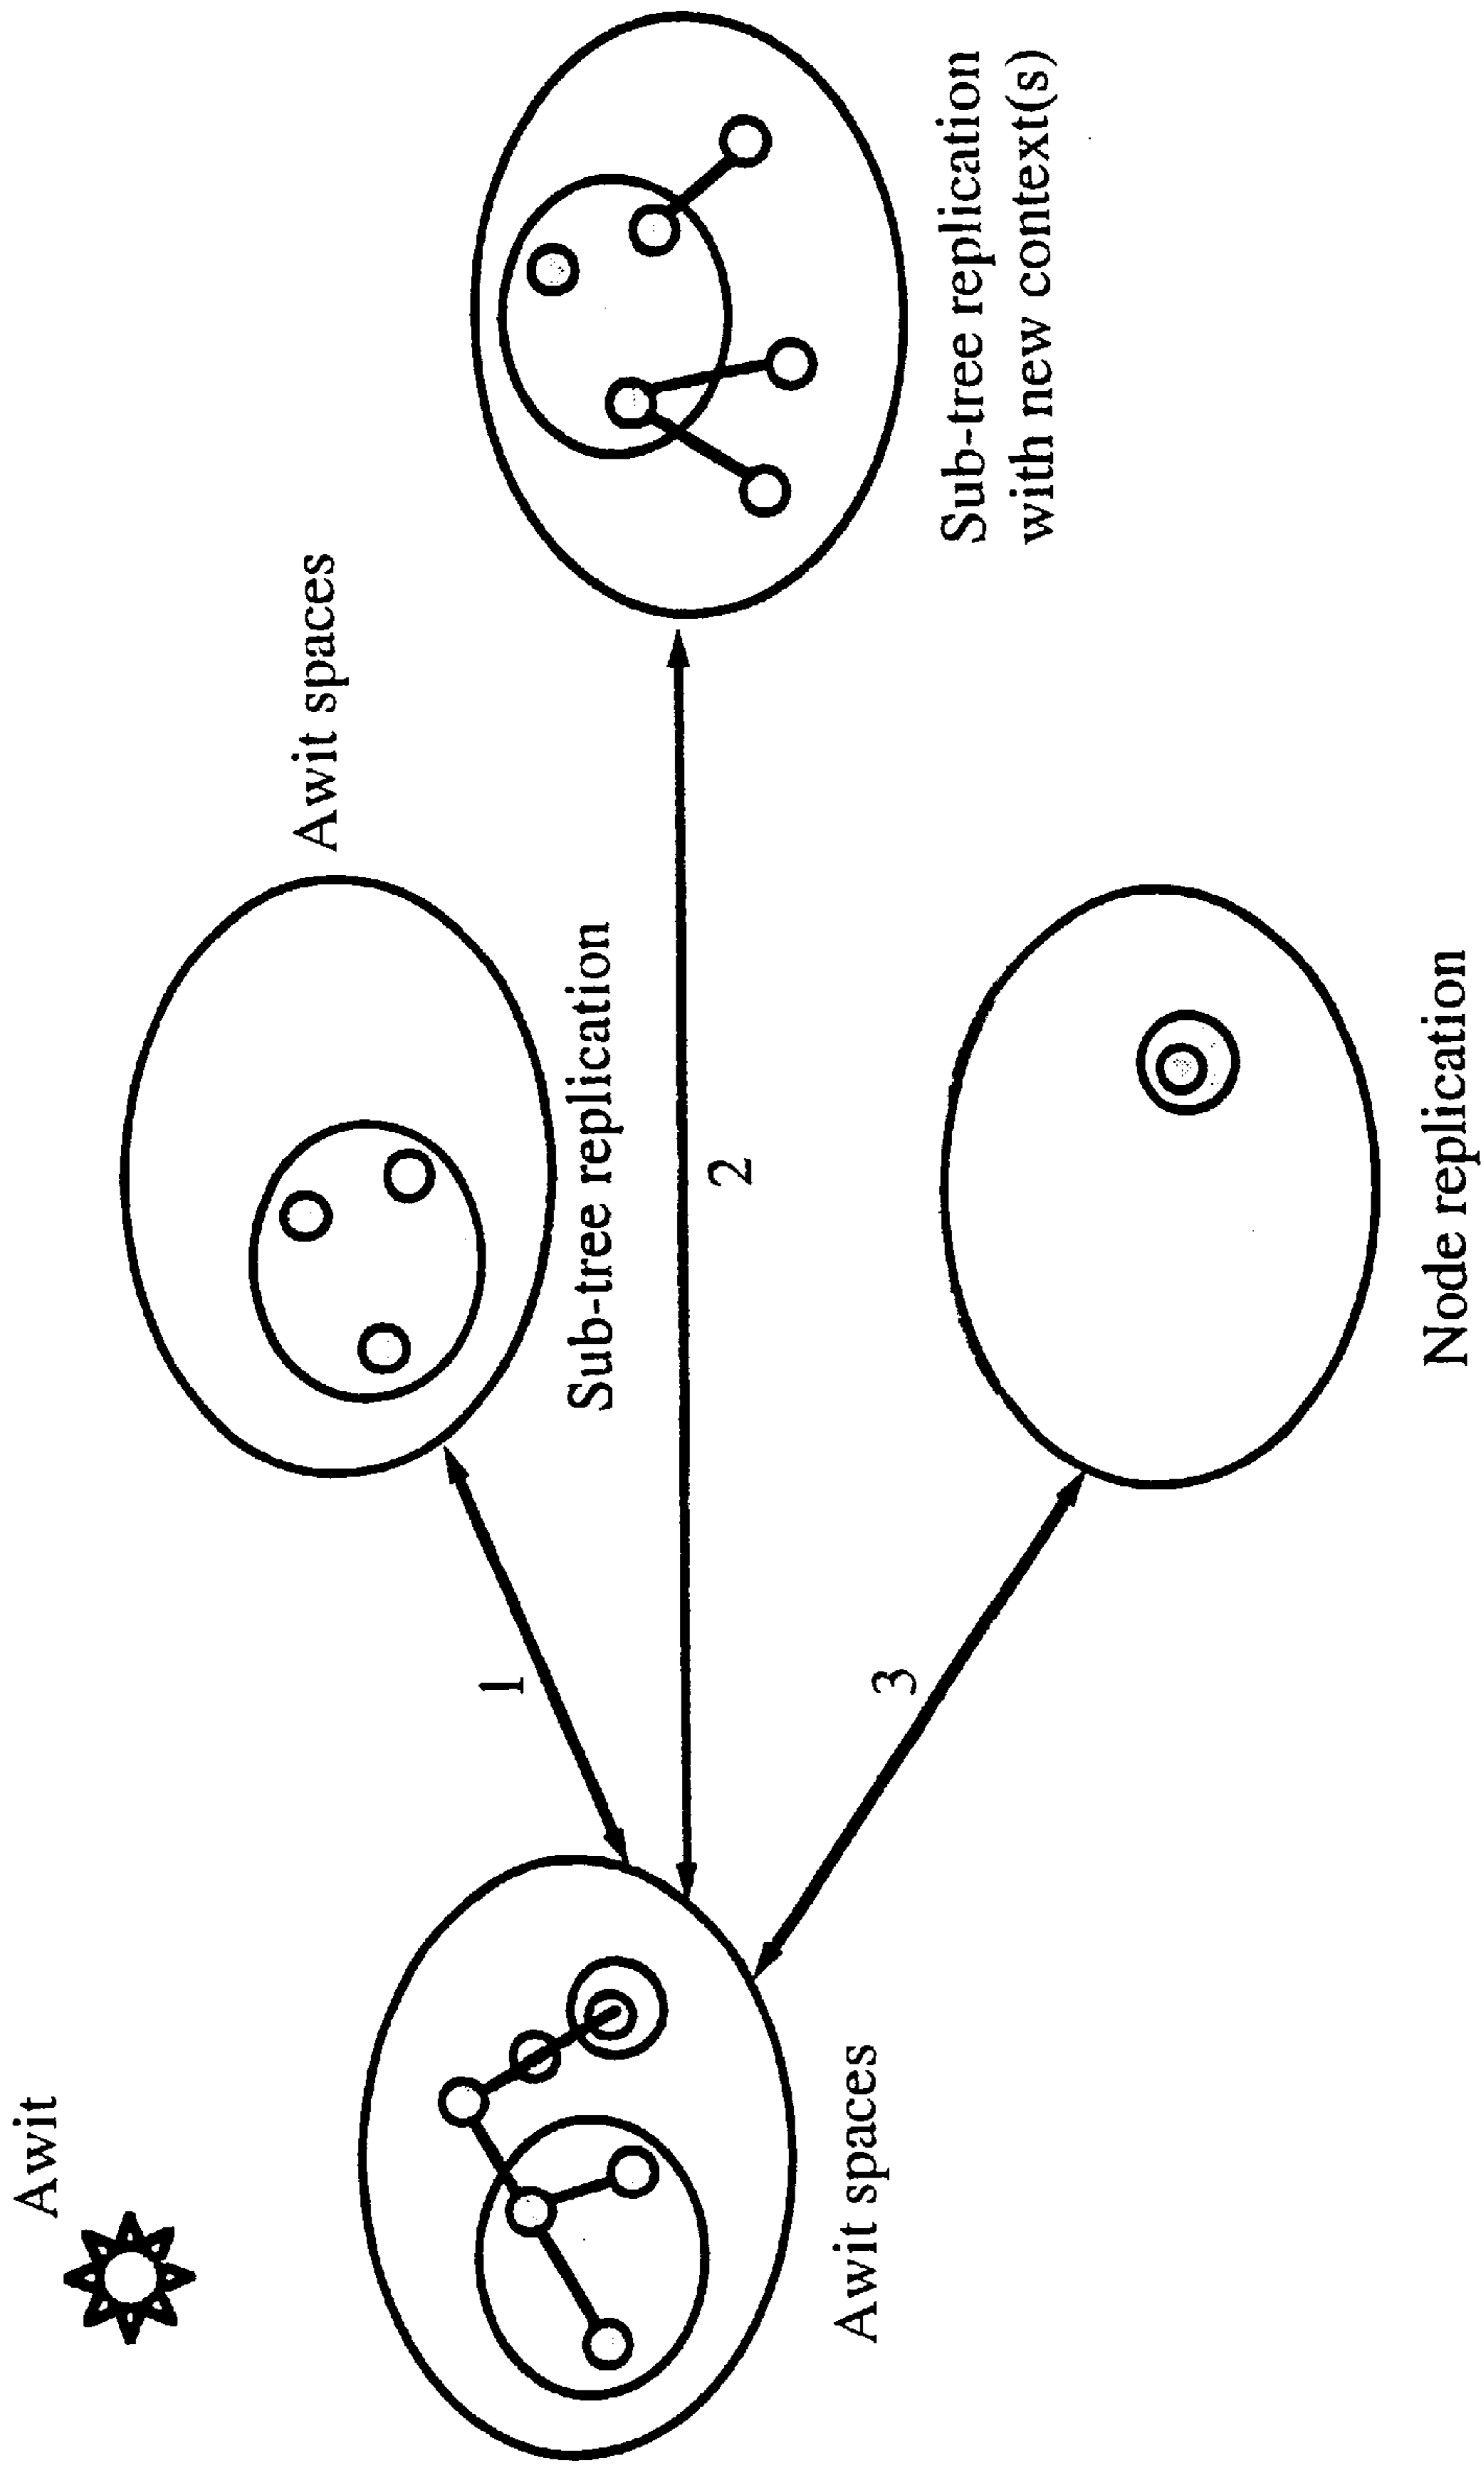 Awit
Awit spaces
1
Sub-tree replication
Awit spaces
2
Sub-tree replication
with new context(s)
3
Node replication